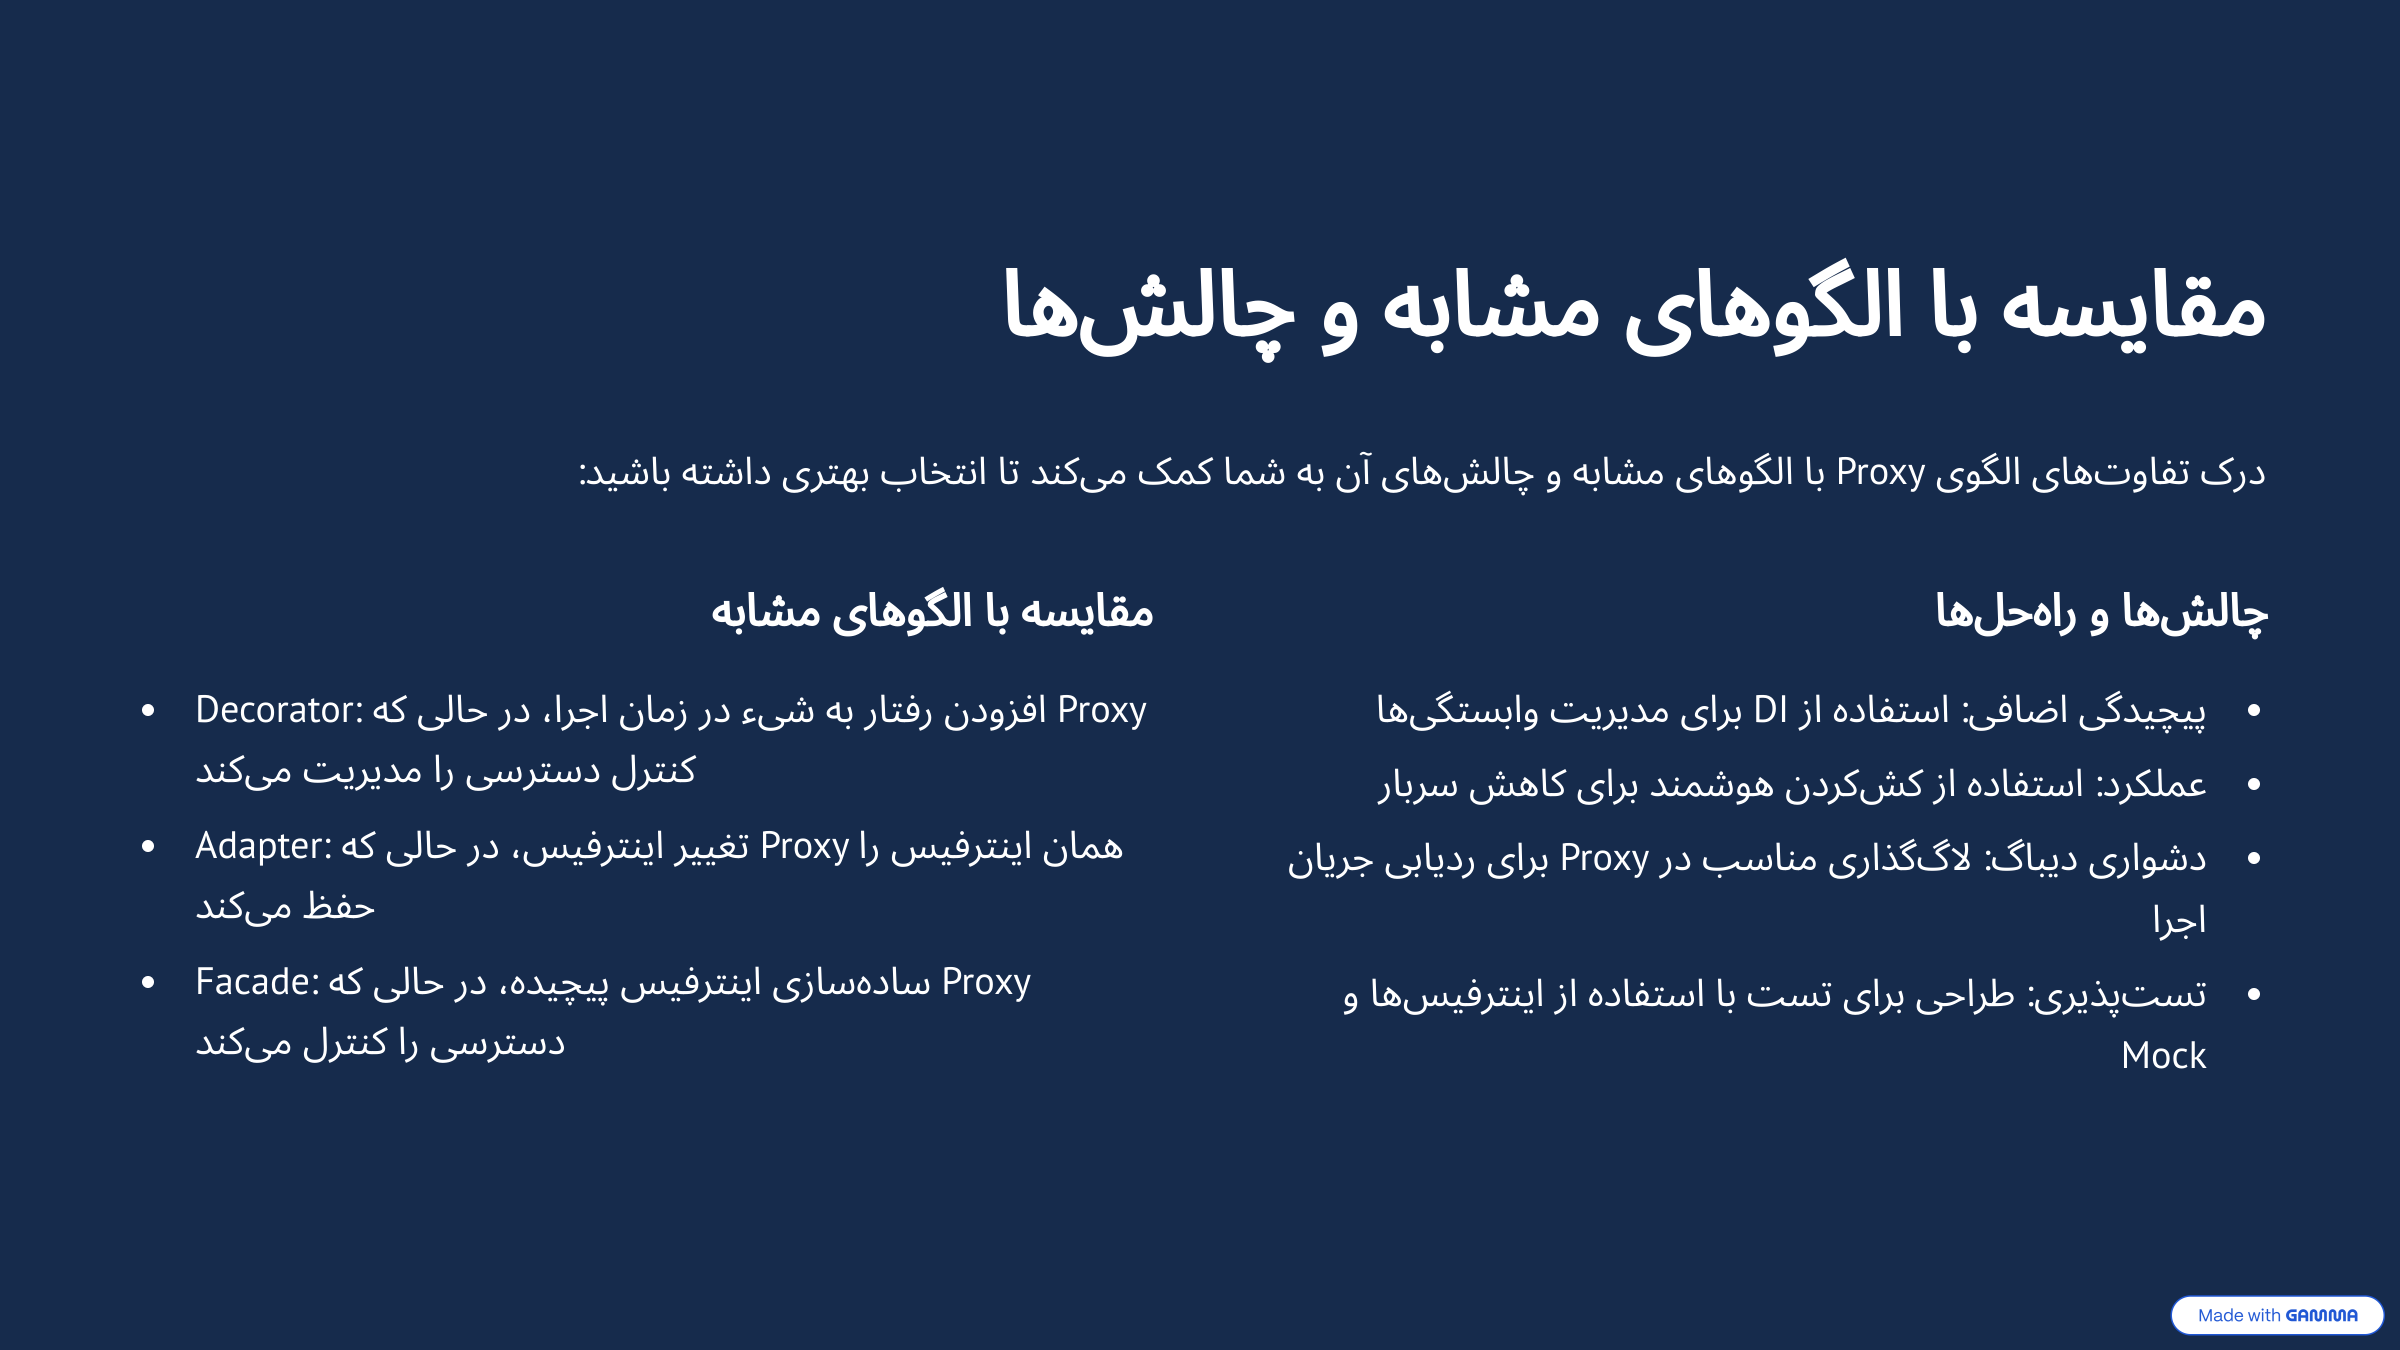 مقایسه با الگوهای مشابه و چالش‌ها
درک تفاوت‌های الگوی Proxy با الگوهای مشابه و چالش‌های آن به شما کمک می‌کند تا انتخاب بهتری داشته باشید:
چالش‌ها و راه‌حل‌ها
پیچیدگی اضافی: استفاده از DI برای مدیریت وابستگی‌ها
عملکرد: استفاده از کش‌کردن هوشمند برای کاهش سربار
دشواری دیباگ: لاگ‌گذاری مناسب در Proxy برای ردیابی جریان
اجرا
تست‌پذیری: طراحی برای تست با استفاده از اینترفیس‌ها و
Mock
مقایسه با الگوهای مشابه
Decorator: افزودن رفتار به شیء در زمان اجرا، در حالی که Proxy
کنترل دسترسی را مدیریت می‌کند
Adapter: تغییر اینترفیس، در حالی که Proxy همان اینترفیس را
حفظ می‌کند
Facade: ساده‌سازی اینترفیس پیچیده، در حالی که Proxy
دسترسی را کنترل می‌کند
Made with GAMMA